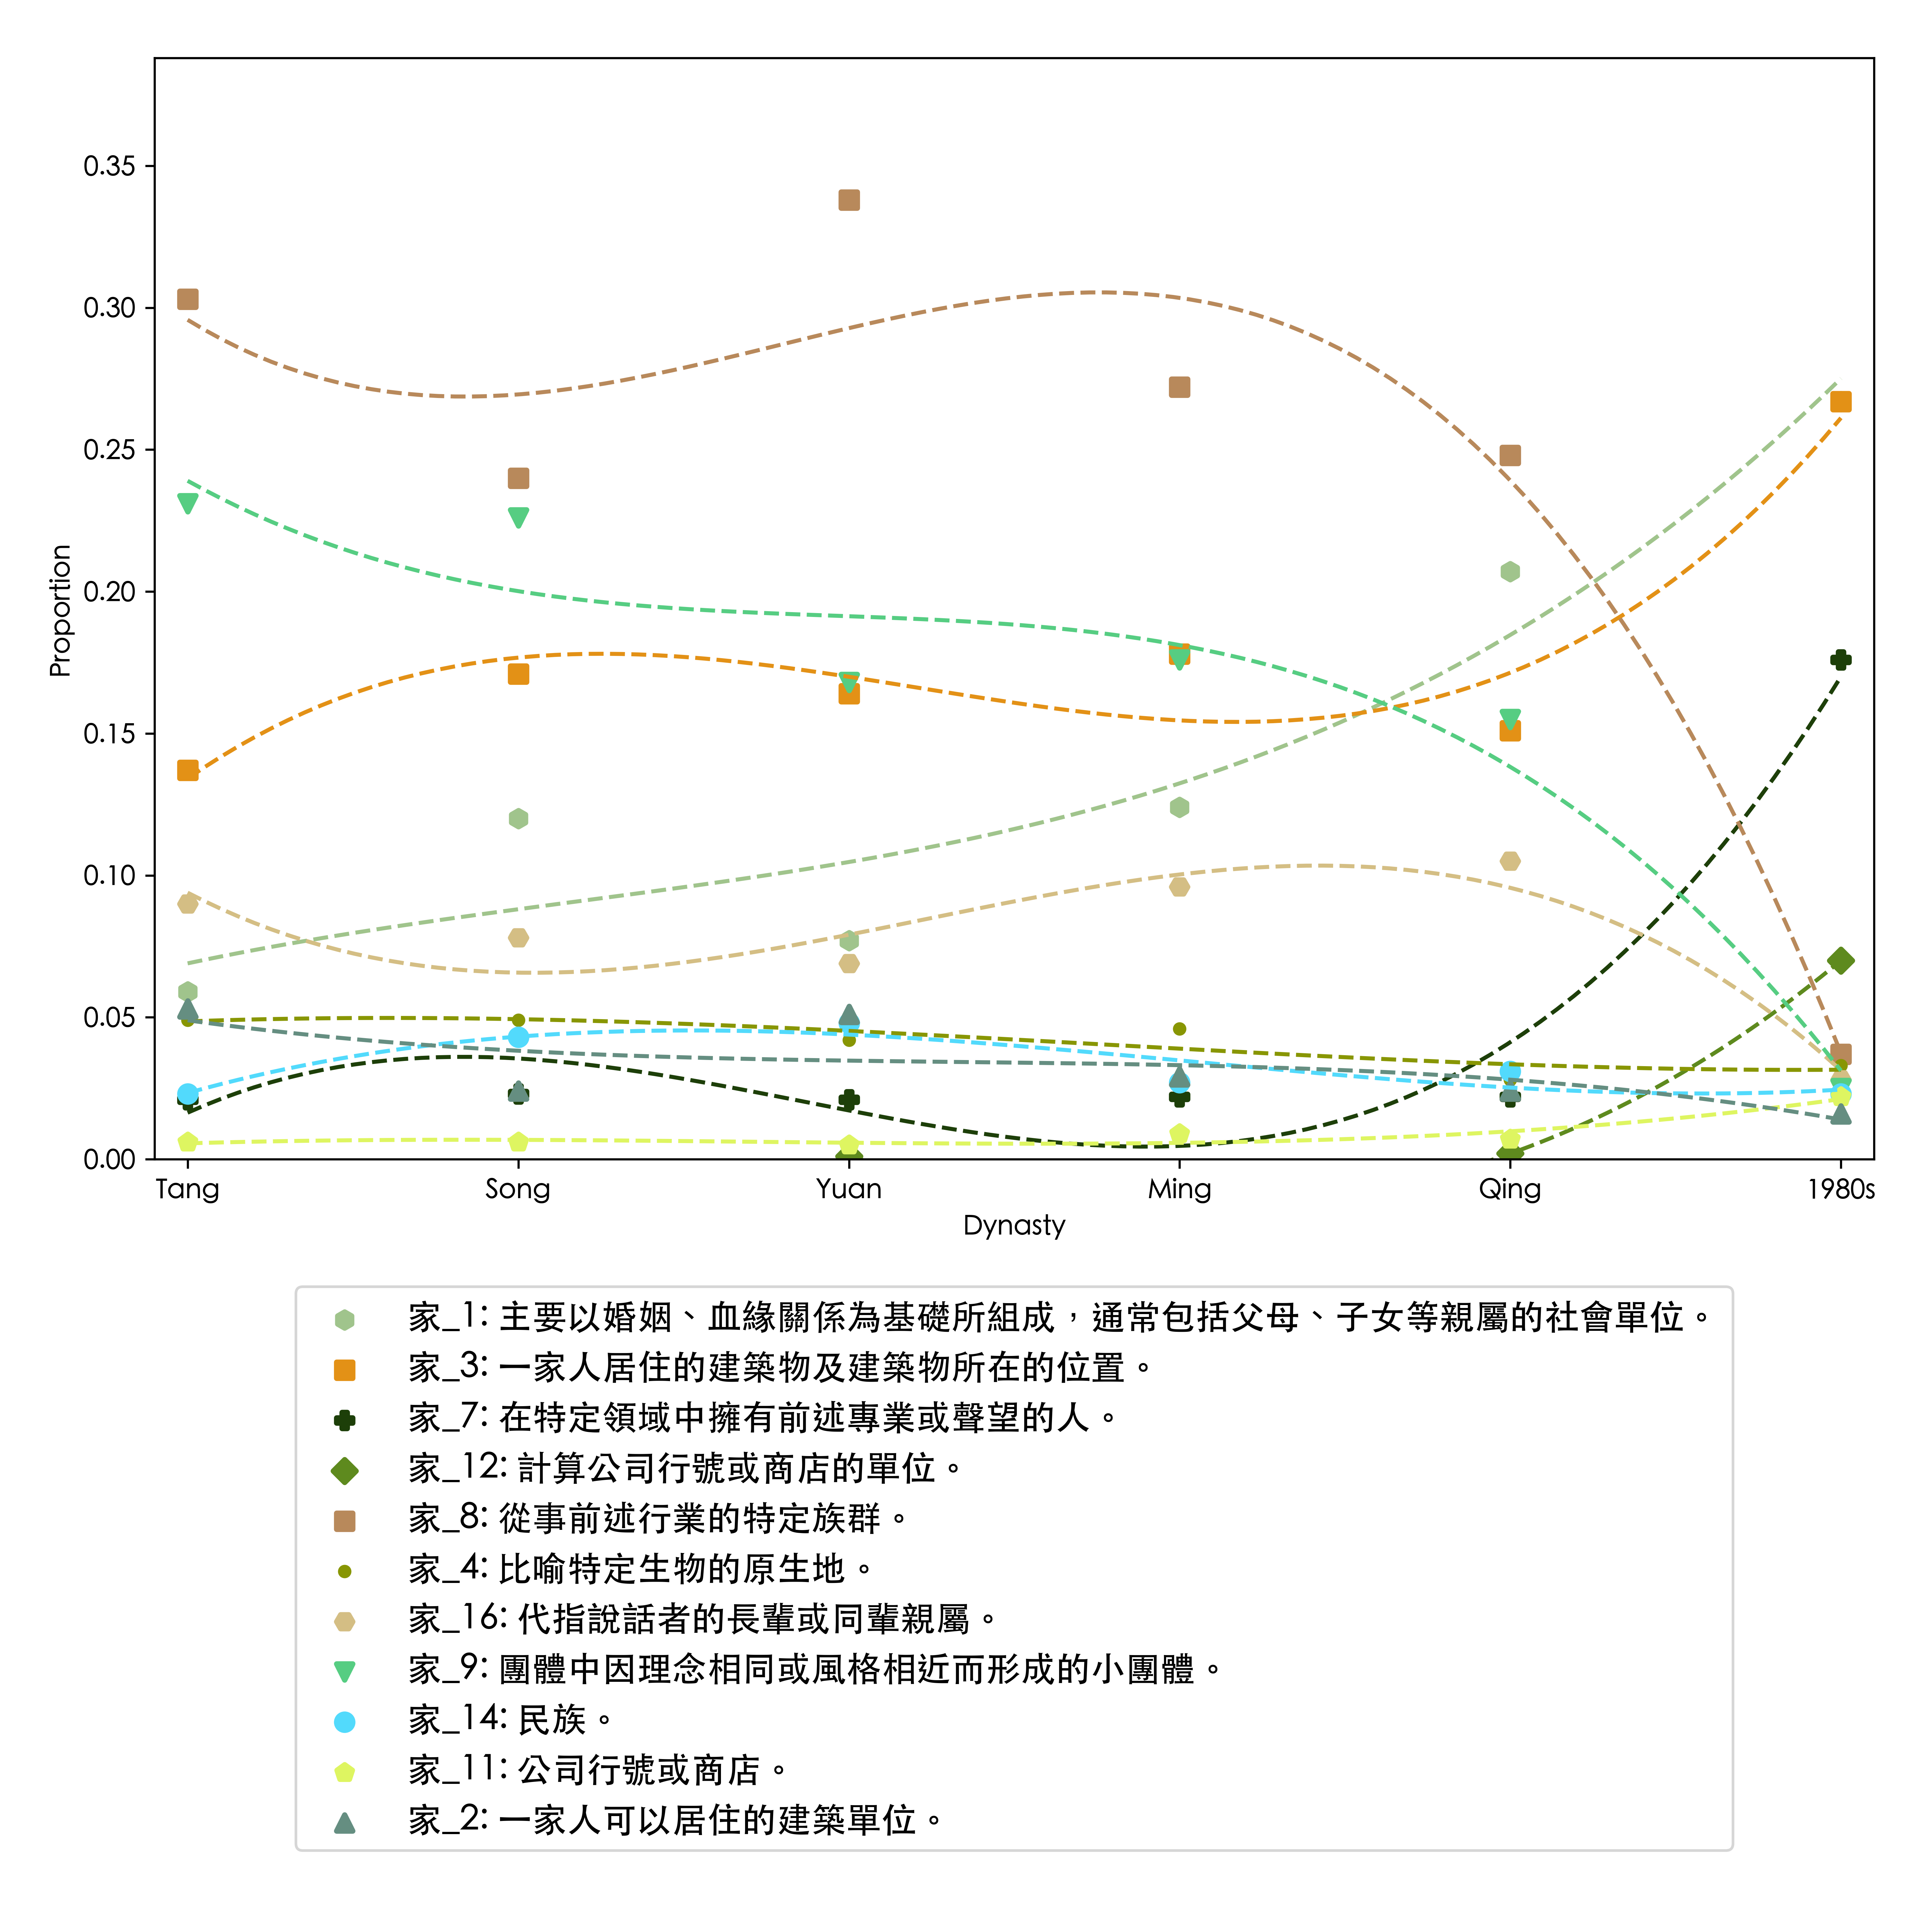 0.35
0.30
0.25
0.20
0.15
0.10
0.05
0.00
Proportion
Tang Song Yuan Ming Qing 1980s
Dynasty
家_1: 主要以婚姻、血緣關係為基礎所組成，通常包括父母、子女等親屬的社會單位。
家_3: 一家人居住的建築物及建築物所在的位置。
家_7: 在特定領域中擁有前述專業或聲望的人。
家_12: 計算公司行號或商店的單位。
家_8: 從事前述行業的特定族群。
家_4: 比喻特定生物的原生地。
家_16: 代指說話者的長輩或同輩親屬。
家_9: 團體中因理念相同或風格相近而形成的小團體。
家_14: 民族。
家_11: 公司行號或商店。
家_2: 一家人可以居住的建築單位。